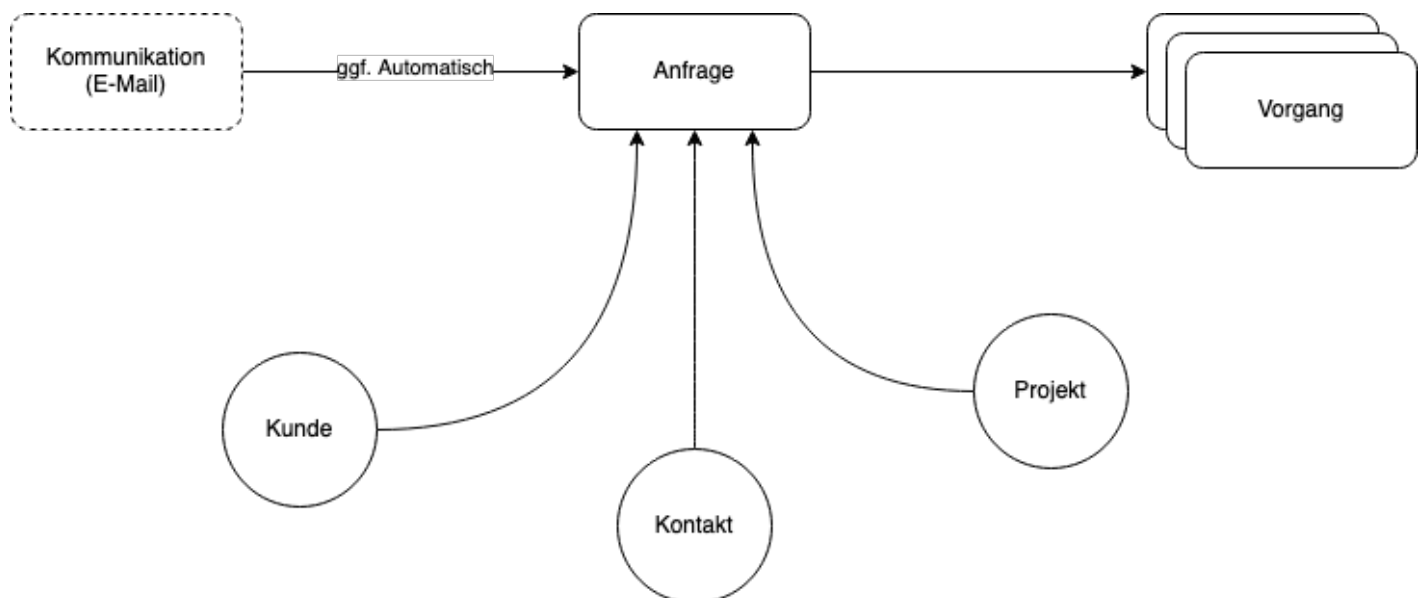 Kommunikation
(E-Mail)
ggf. Automatisch
Anfrage
Vorgang
Kunde
Kontakt
Projekt